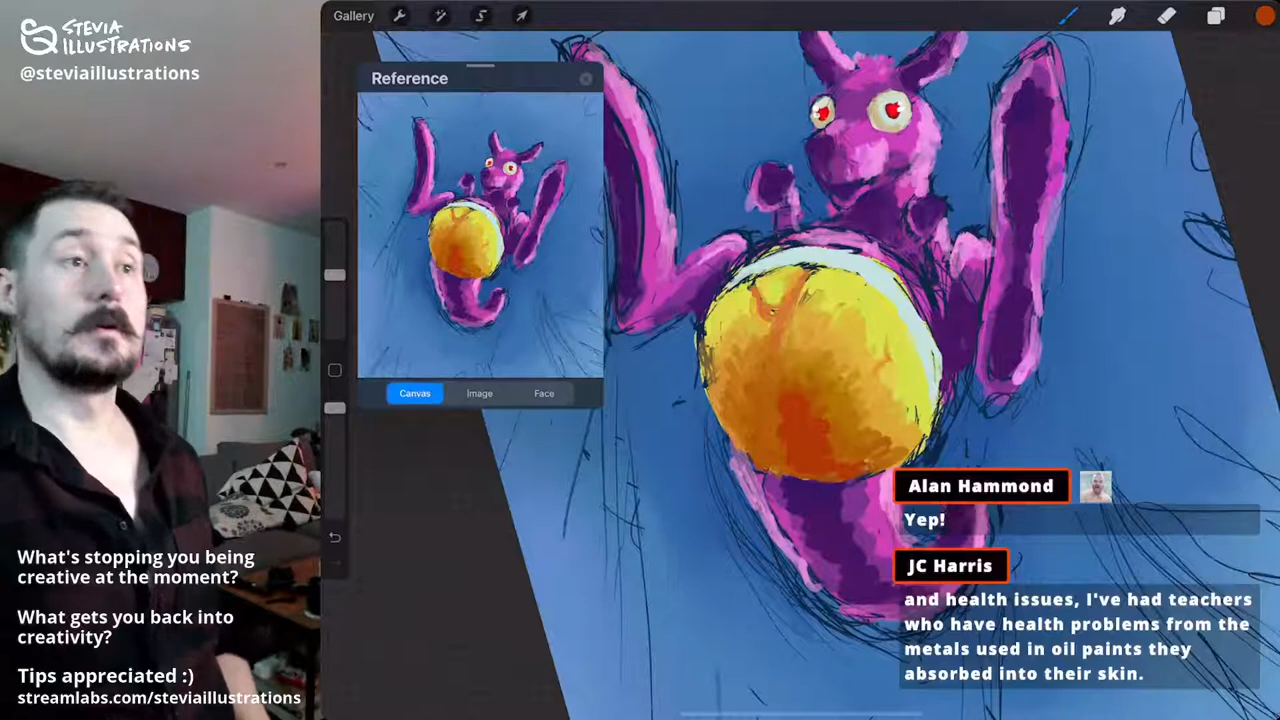 STEVIA
ILLUSTRATIONS
@steviaillustrations
Gallery
Reference
Canvas
Image
Face
Alan Hammond
Yep!
JC Harris
and health issues, I've had teachers
who have health problems from the
metals used in oil paints they
absorbed into their skin.
What's stopping you being
creative at the moment?
What gets you back into
creativity?
Tips appreciated :)
streamlabs.com/steviaillustrations